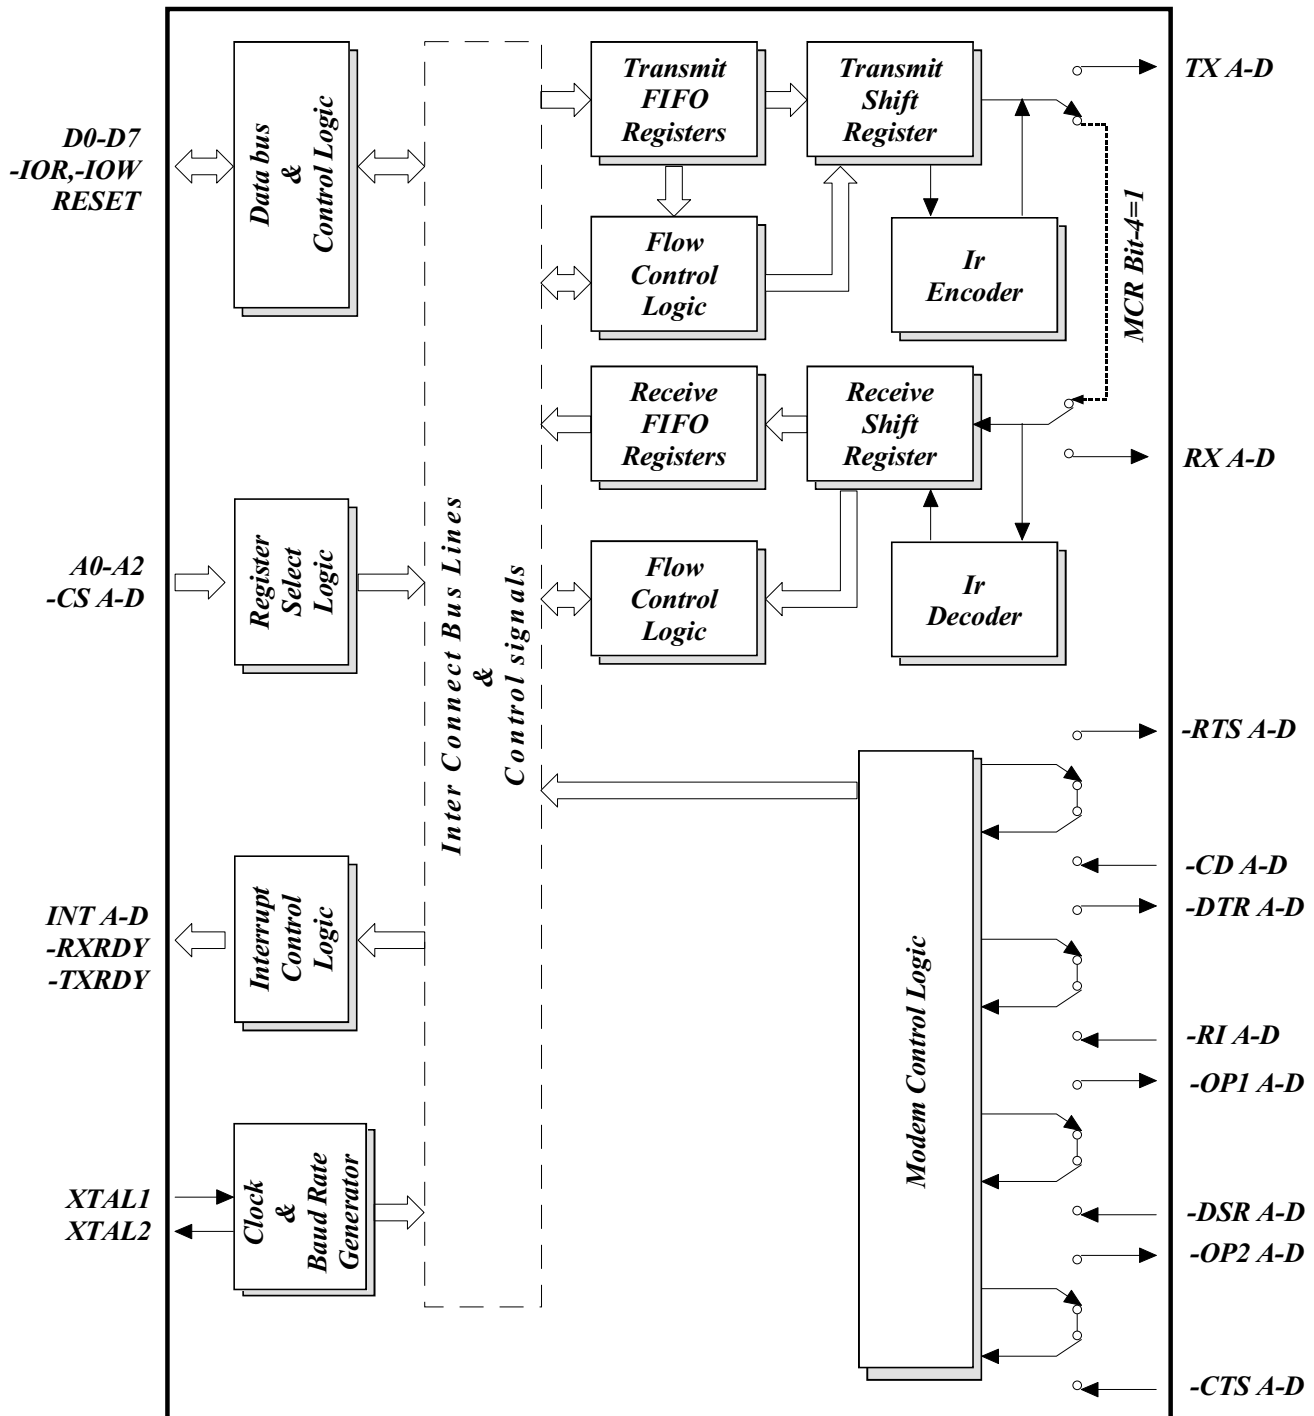 D0-D7
-IOR,-IOW
RESET
A0-A2
-CS A-D
INT A-D
-RXRDY
-TXRDY
XTAL1
XTAL2
Data bus
&
Control Logic
Register
Select
Logic
Interrupt
Control
Logic
Clock
&
Baud Rate
Generator
Inter Connect Bus Lines
&
Control signals
Transmit
FIFO
Registers
Transmit
Shift
Register
Flow
Control
Logic
Ir
Encoder
Receive
FIFO
Registers
Receive
Shift
Register
Flow
Control
Logic
Ir
Decoder
Modem Control Logic
MCR Bit-4=1
TX A-D
RX A-D
-RTS A-D
-CD A-D
-DTR A-D
-RI A-D
-OP1 A-D
-DSR A-D
-OP2 A-D
-CTS A-D